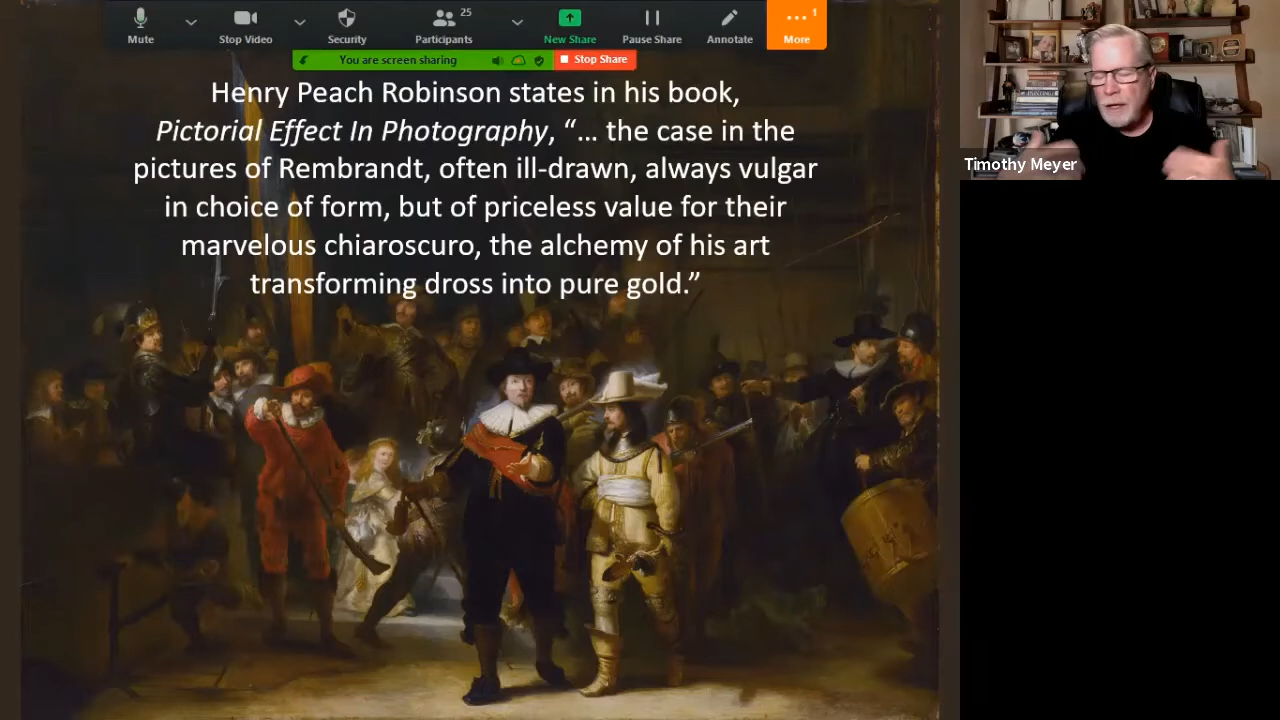 25
1
Mute
Stop Video
Security
Participants
New Share
Pause Share
Annotate
More
You are screen sharing
Stop Share
Henry Peach Robinson states in his book,
Pictorial Effect In Photography, “... the case in the
pictures of Rembrandt, often ill-drawn, always vulgar
in choice of form, but of priceless value for their
marvelous chiaroscuro, the alchemy of his art
transforming dross into pure gold.”
Timothy Meyer